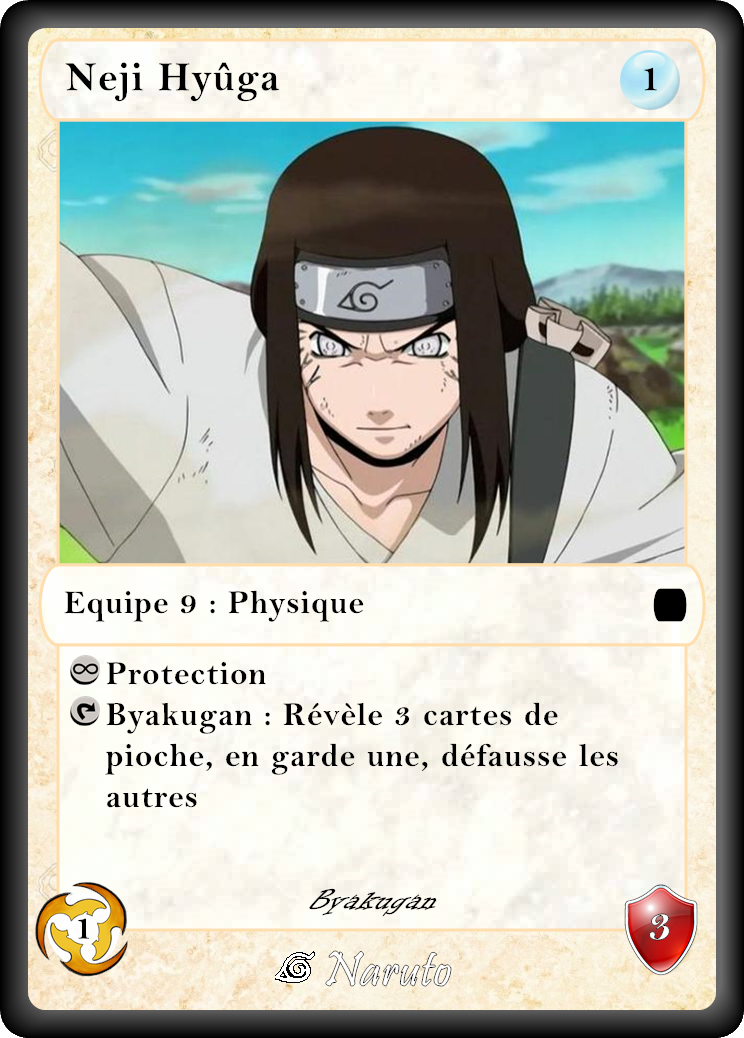 Neji Hyûga
1
Equipe 9 : Physique
Protection
Byakugan : Révèle 3 cartes de
pioche, en garde une, défausse les
autres
Byakugan
1
3
Naruto